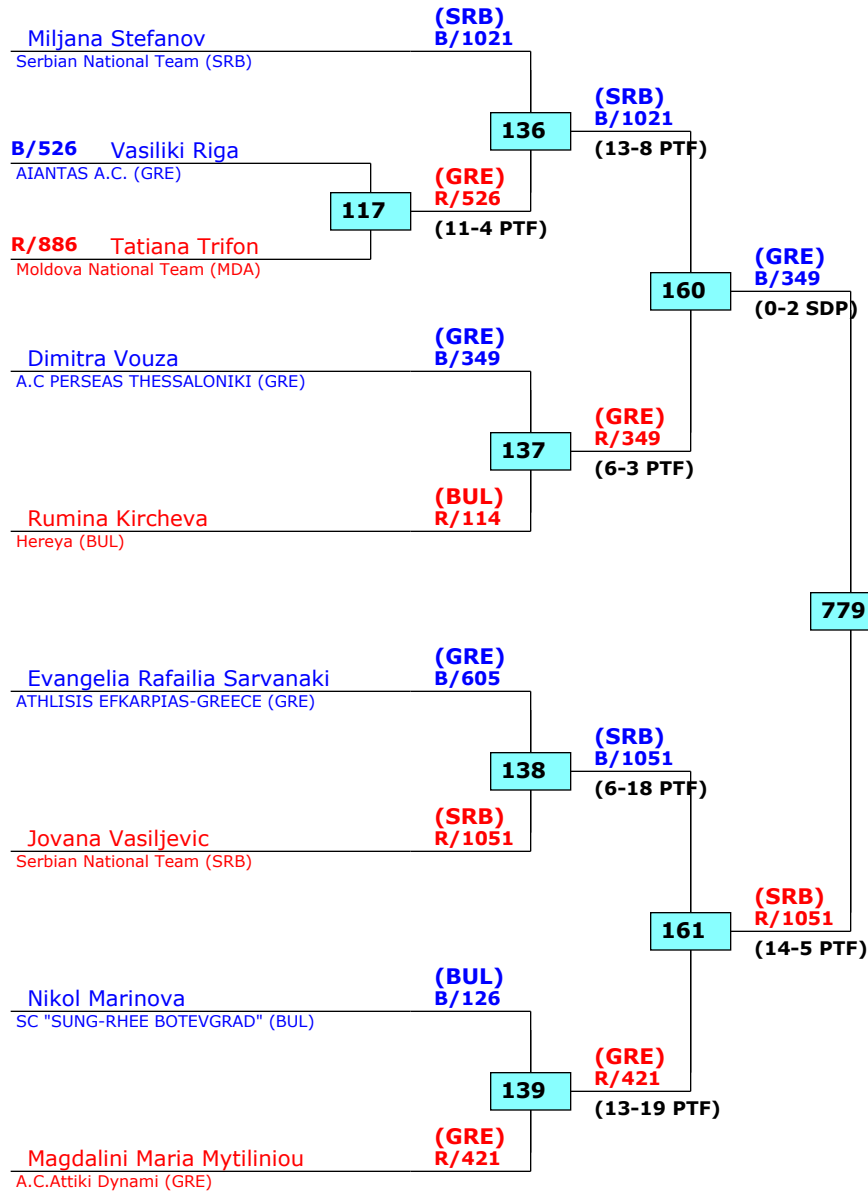 (SRB)
Miljana Stefanov B/1021
Serbian National Team (SRB)
(SRB)
136 B/1021
(13-8 PTF)
B/526 Vasiliki Riga
AIANTAS A.C. (GRE)
(GRE)
117 R/526
(11-4 PTF)
R/886 Tatiana Trifon
Moldova National Team (MDA)
(GRE)
160 B/349
(0-2 SDP)
(GRE)
Dimitra Vouza B/349
A.C PERSEAS THESSALONIKI (GRE)
(GRE)
137 R/349
(6-3 PTF)
(BUL)
Rumina Kircheva R/114
Hereya (BUL)
779
(GRE)
Evangelia Rafailia Sarvanaki B/605
ATHLISIS EFKARPIAS-GREECE (GRE)
(SRB)
138 B/1051
(6-18 PTF)
(SRB)
Jovana Vasiljevic R/1051
Serbian National Team (SRB)
(SRB)
161 R/1051
(14-5 PTF)
(BUL)
Nikol Marinova B/126
SC "SUNG-RHEE BOTEVGRAD" (BUL)
(GRE)
139 R/421
(13-19 PTF)
(GRE)
Magdalini Maria Mytiliniou R/421
A.C.Attiki Dynami (GRE)